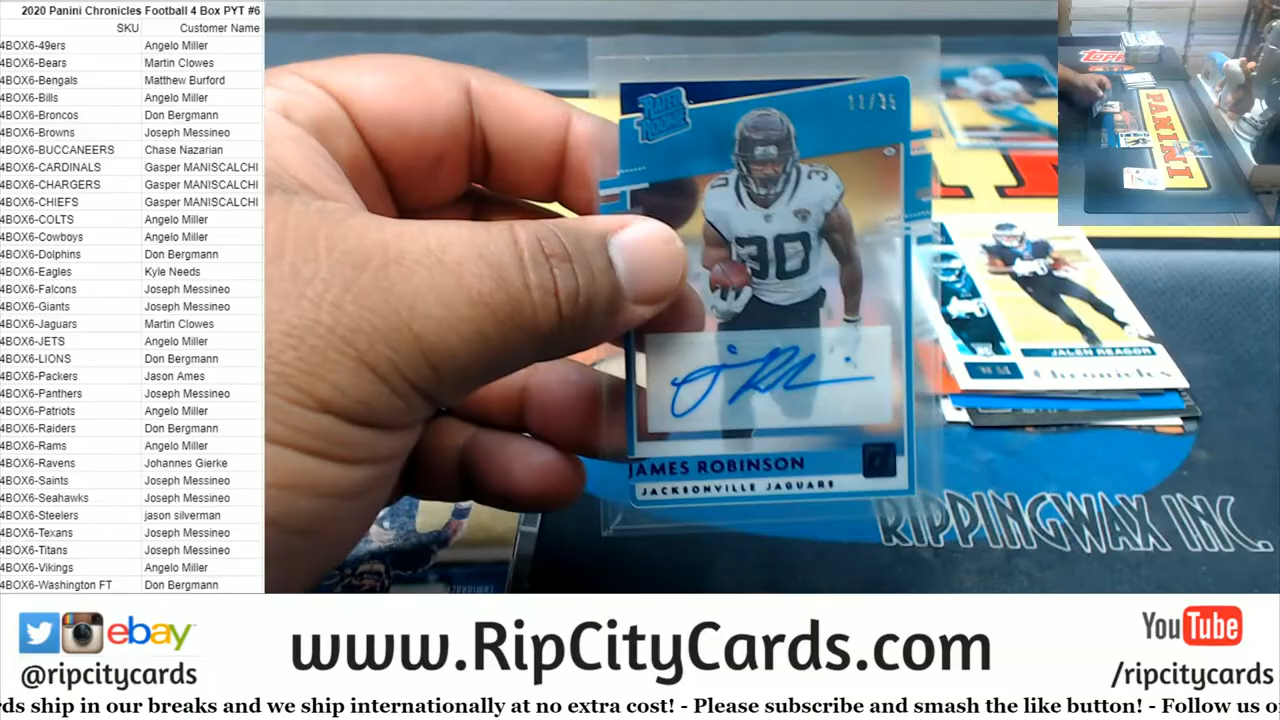 2020 Panini Chronicles Football 4 Box PYT #6
SKU Customer Name
4BOX6-49ers Angelo Miller
4BOX6-Bears Martin Clowes
4BOX6-Bengals Matthew Burford
4BOX6-Bills Angelo Miller
4BOX6-Broncos Don Bergmann
4BOX6-Browns Joseph Messineo
4BOX6-BUCCANEERS Chase Nazarian
4BOX6-CARDINALS Gasper MANISCALCHI
4BOX6-CHARGERS Gasper MANISCALCHI
4BOX6-CHIEFS Gasper MANISCALCHI
4BOX6-COLTS Angelo Miller
4BOX6-Cowboys Angelo Miller
4BOX6-Dolphins Don Bergmann
4BOX6-Eagles Kyle Needs
4BOX6-Falcons Joseph Messineo
4BOX6-Giants Joseph Messineo
4BOX6-Jaguars Martin Clowes
4BOX6-JETS Angelo Miller
4BOX6-LIONS Don Bergmann
4BOX6-Packers Jason Ames
4BOX6-Panthers Joseph Messineo
4BOX6-Patriots Angelo Miller
4BOX6-Raiders Don Bergmann
4BOX6-Rams Angelo Miller
4BOX6-Ravens Johannes Gierke
4BOX6-Saints Joseph Messineo
4BOX6-Seahawks Joseph Messineo
4BOX6-Steelers jason silverman
4BOX6-Texans Joseph Messineo
4BOX6-Titans Joseph Messineo
4BOX6-Vikings Angelo Miller
4BOX6-Washington FT Don Bergmann
RATED
ROOKIE
30
30
JAMES ROBINSON
JACKSONVILLE JAGUARS
TOPPS
PANINI
JALEN REAGOR
Chronicles
RIPPINGWAX INC.
ebay
@ripcitycards
www.RipCityCards.com
YouTube
/ripcitycards
ds ship in our breaks and we ship internationally at no extra cost! - Please subscribe and smash the like button! - Follow us o